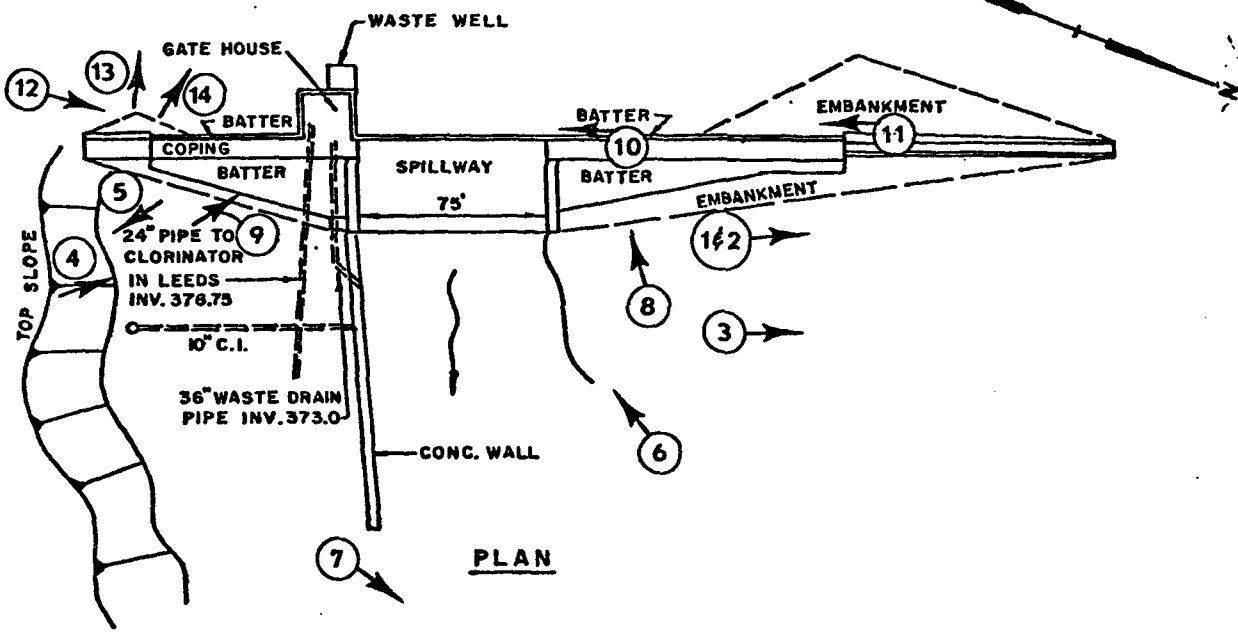 WASTE WELL
GATE HOUSE
13
12
14
BATTER
BATTER
EMBANKMENT
10
11
N
COPING
BATTER
SPILLWAY
BATTER
75'
EMBANKMENT
5
9
1&2
24" PIPE TO
CLORINATOR
IN LEEDS
INV. 376.75
TOP SLOPE
4
8
3
10" C.I.
36" WASTE DRAIN
PIPE INV. 373.0
CONC. WALL
6
7
PLAN